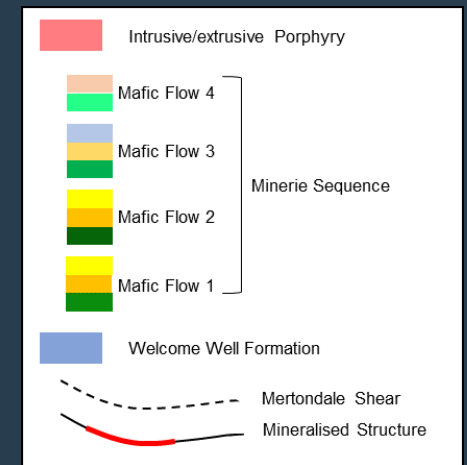 Intrusive/extrusive Porphyry
Mafic Flow 4
Mafic Flow 3
Minerie Sequence
Mafic Flow 2
Mafic Flow 1
Welcome Well Formation
Mertondale Shear
Mineralised Structure